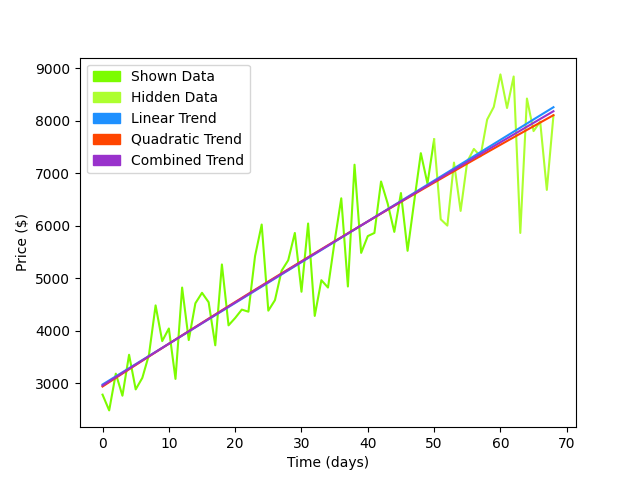 Shown Data
Hidden Data
Linear Trend
Quadratic Trend
Combined Trend
9000
8000
7000
6000
5000
4000
3000
Price ($)
0 10 20 30 40 50 60 70
Time (days)